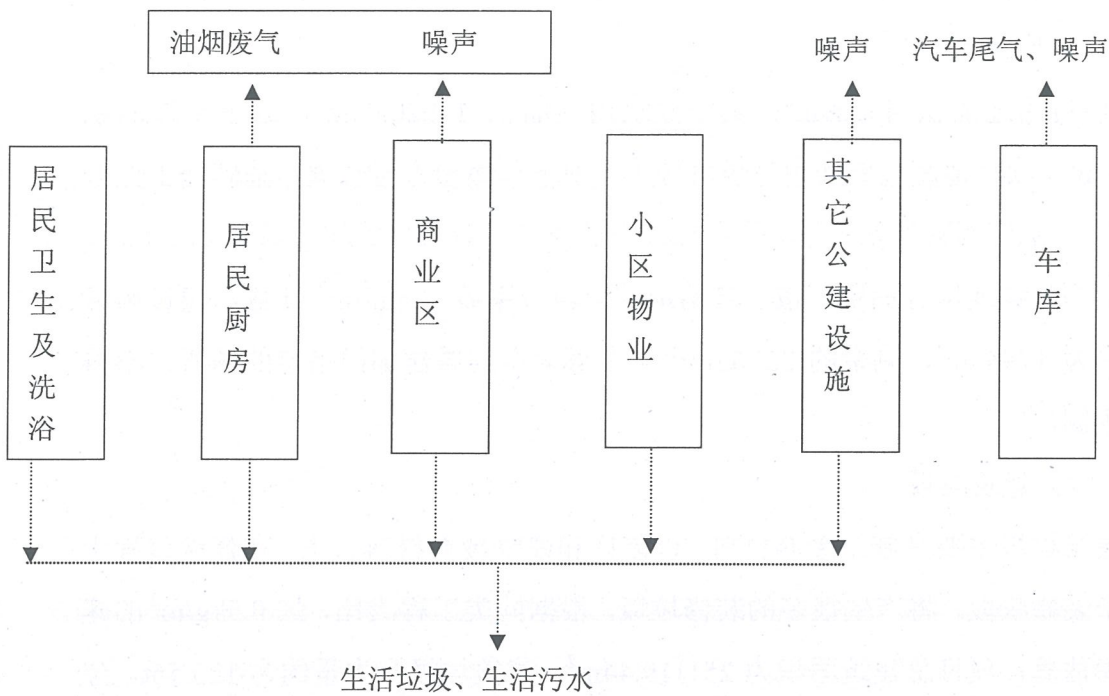 油烟废气 噪声
噪声 汽车尾气、噪声
居民卫生及洗浴
居民厨房
商业区
小区物业
其它公建设施
车库
生活垃圾、生活污水